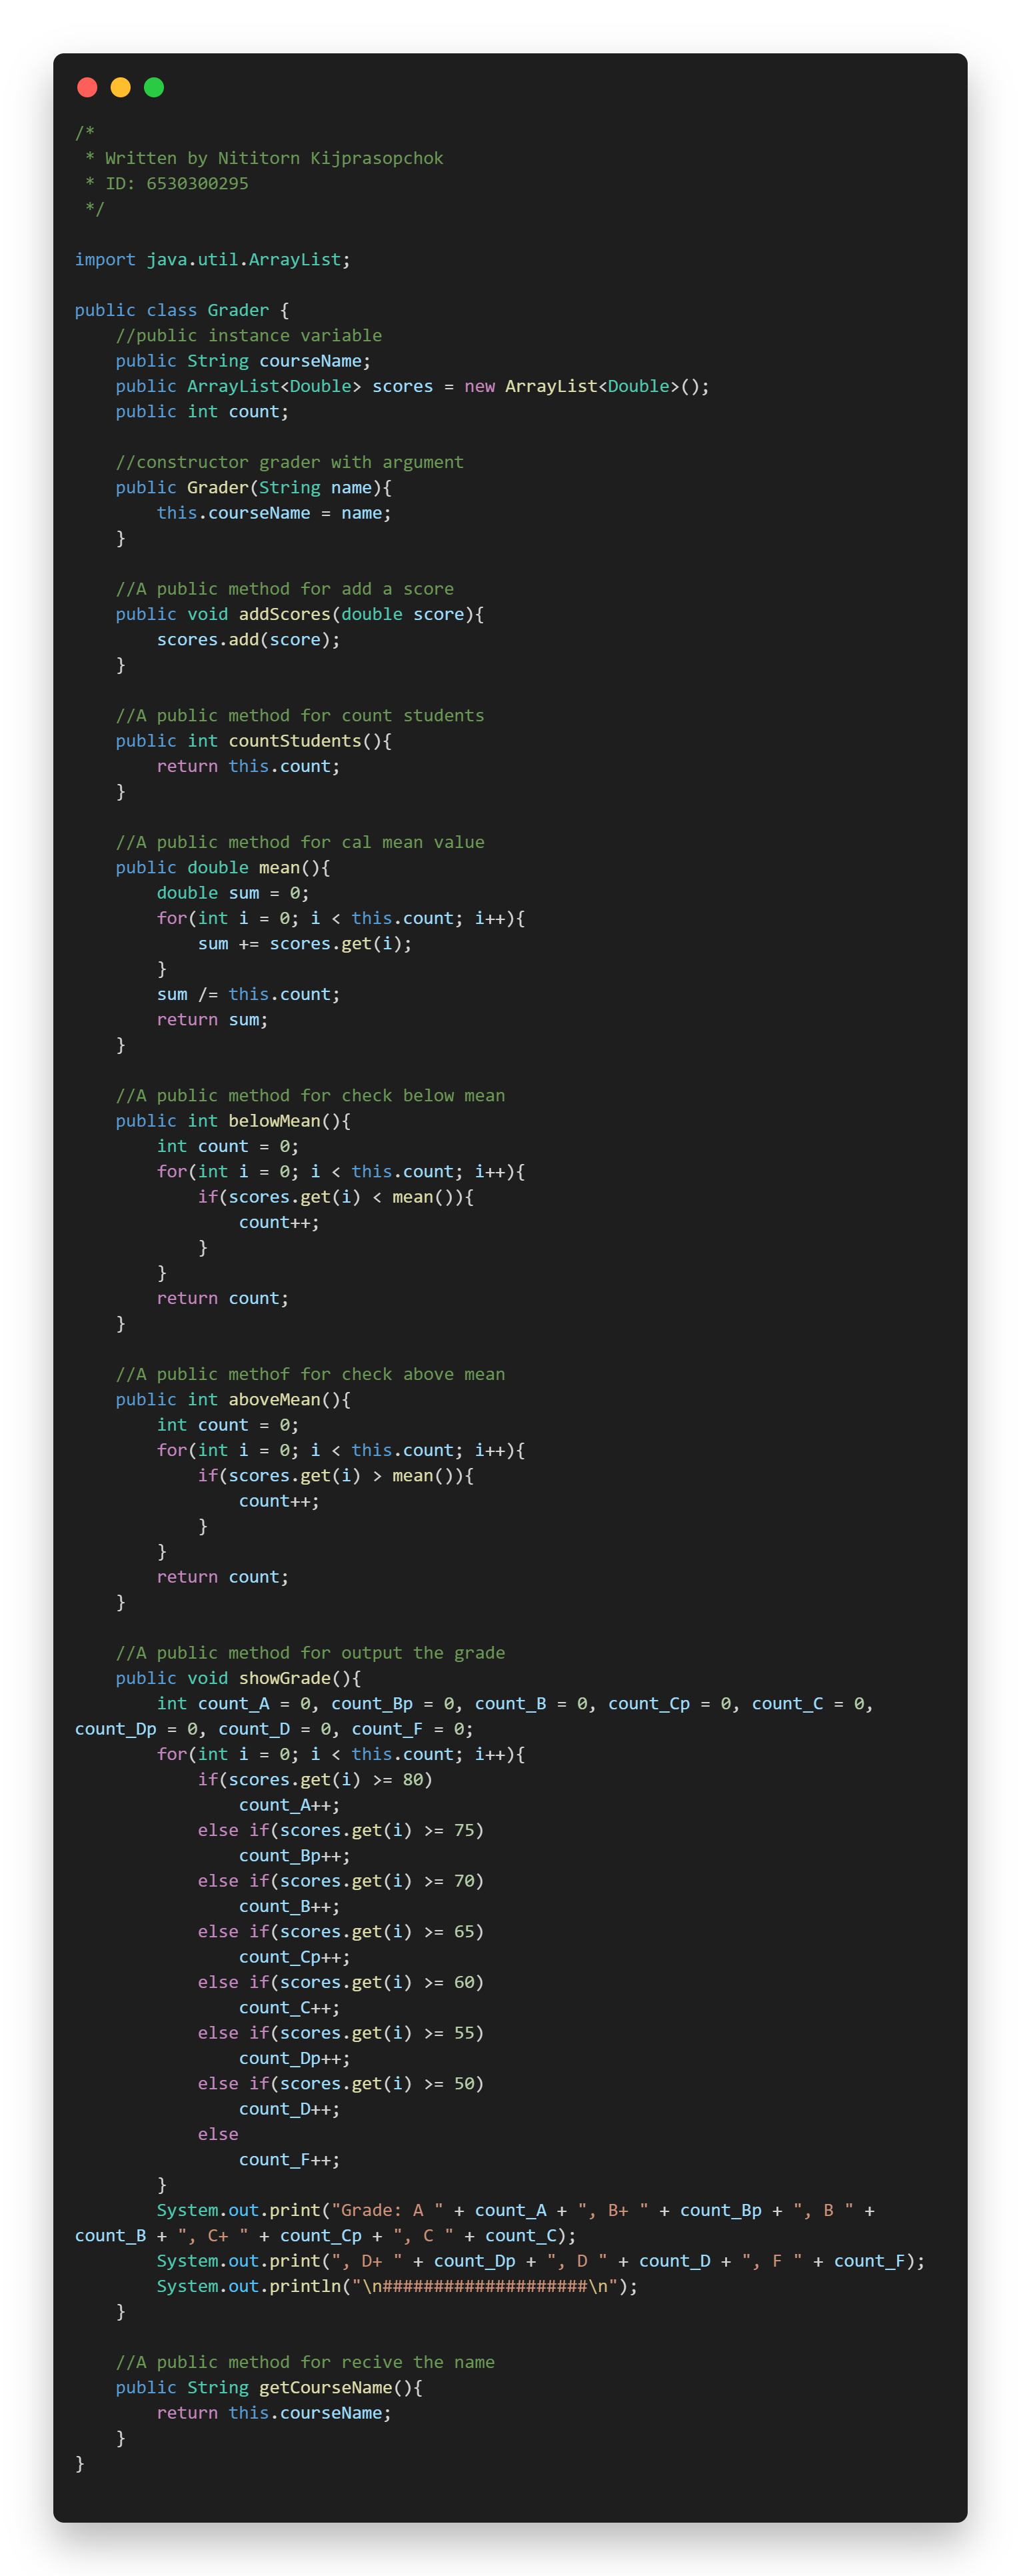 /*
 * Written by Nititorn Kijprasopchok
 * ID: 6530300295
 */

import java.util.ArrayList;

public class Grader {
    //public instance variable
    public String courseName;
    public ArrayList<Double> scores = new ArrayList<Double>();
    public int count;

    //constructor grader with argument
    public Grader(String name){
        this.courseName = name;
    }

    //A public method for add a score
    public void addScores(double score){
        scores.add(score);
    }

    //A public method for count students
    public int countStudents(){
        return this.count;
    }

    //A public method for cal mean value
    public double mean(){
        double sum = 0;
        for(int i = 0; i < this.count; i++){
            sum += scores.get(i);
        }
        sum /= this.count;
        return sum;
    }

    //A public method for check below mean
    public int belowMean(){
        int count = 0;
        for(int i = 0; i < this.count; i++){
            if(scores.get(i) < mean()){
                count++;
            }
        }
        return count;
    }

    //A public methof for check above mean
    public int aboveMean(){
        int count = 0;
        for(int i = 0; i < this.count; i++){
            if(scores.get(i) > mean()){
                count++;
            }
        }
        return count;
    }

    //A public method for output the grade
    public void showGrade(){
        int count_A = 0, count_Bp = 0, count_B = 0, count_Cp = 0, count_C = 0,
count_Dp = 0, count_D = 0, count_F = 0;
        for(int i = 0; i < this.count; i++){
            if(scores.get(i) >= 80)
                count_A++;
            else if(scores.get(i) >= 75)
                count_Bp++;
            else if(scores.get(i) >= 70)
                count_B++;
            else if(scores.get(i) >= 65)
                count_Cp++;
            else if(scores.get(i) >= 60)
                count_C++;
            else if(scores.get(i) >= 55)
                count_Dp++;
            else if(scores.get(i) >= 50)
                count_D++;
            else
                count_F++;
        }
        System.out.print("Grade: A " + count_A + ", B+ " + count_Bp + ", B " +
count_B + ", C+ " + count_Cp + ", C " + count_C);
        System.out.print(", D+ " + count_Dp + ", D " + count_D + ", F " + count_F);
        System.out.println("\n####################\n");
    }

    //A public method for recive the name
    public String getCourseName(){
        return this.courseName;
    }
}